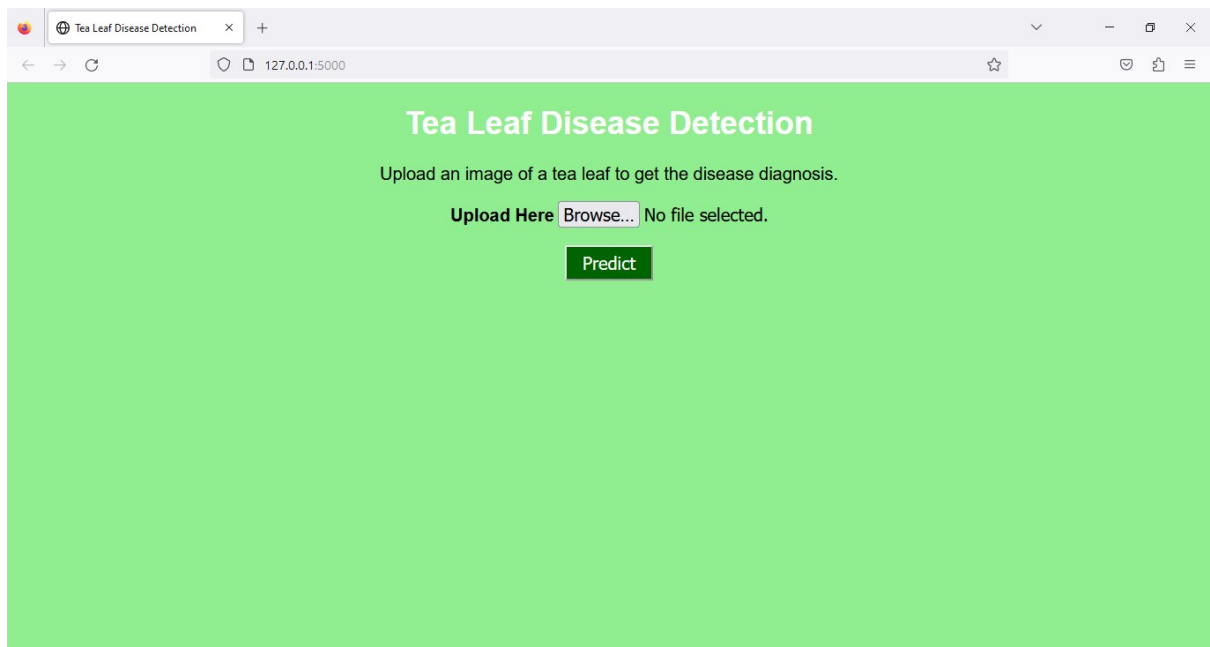 Tea Leaf Disease Detection
127.0.0.1:5000
Tea Leaf Disease Detection
Upload an image of a tea leaf to get the disease diagnosis.
Upload Here Browse... No file selected.
Predict